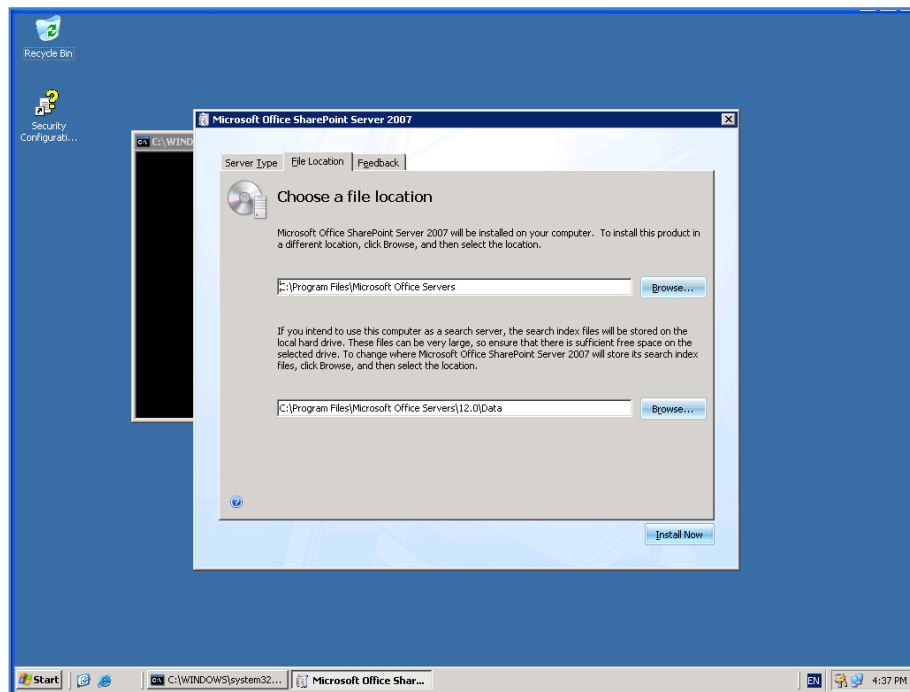 Recycle Bin
Security
Configurati...
Microsoft Office SharePoint Server 2007
C:\WIND
Server Type
File Location
Feedback
Choose a file location
Microsoft Office SharePoint Server 2007 will be installed on your computer. To install this product in
a different location, click Browse, and then select the location.
C:\Program Files\Microsoft Office Servers
Browse...
If you intend to use this computer as a search server, the search index files will be stored on the
local hard drive. These files can be very large, so ensure that there is sufficient free space on the
selected drive. To change where Microsoft Office SharePoint Server 2007 will store its search index
files, click Browse, and then select the location.
C:\Program Files\Microsoft Office Servers\12.0\Data
Browse...
Install Now
Start
C:\WINDOWS\system32...
Microsoft Office Shar...
EN
4:37 PM